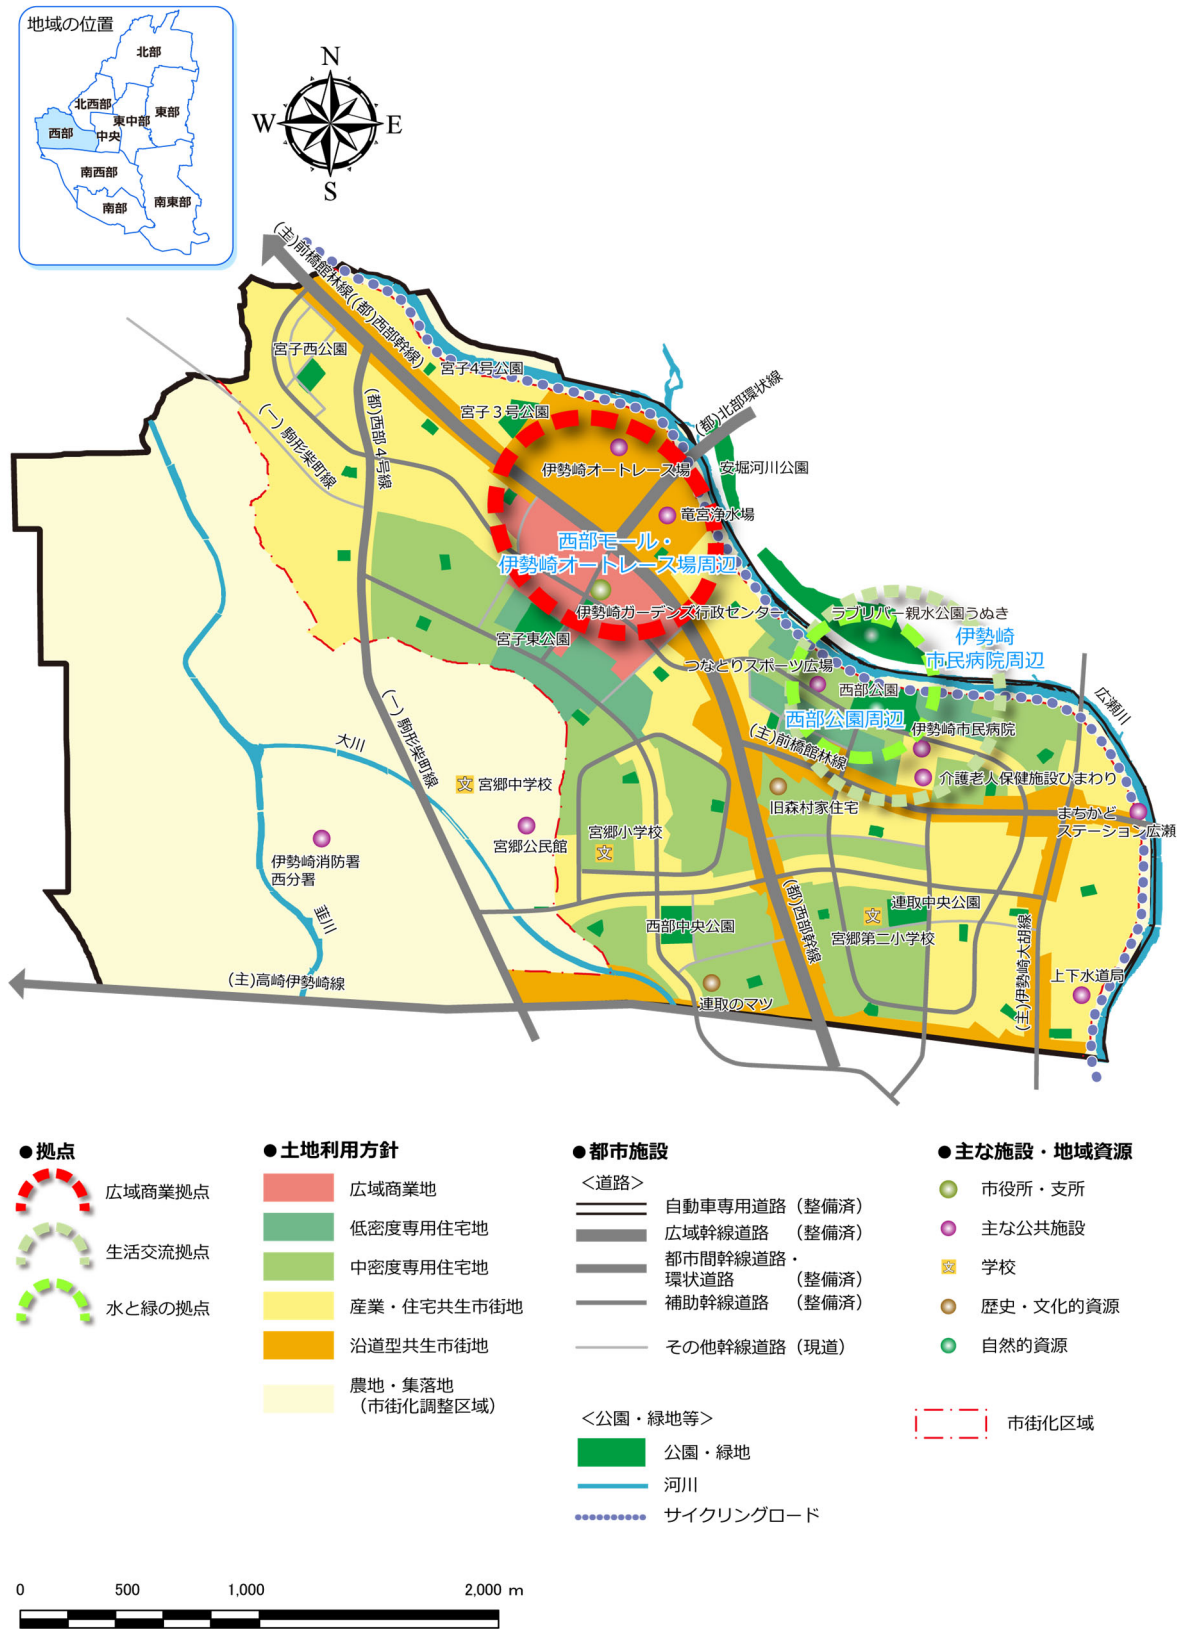 地域の位置
北部
北西部
東中部
東部
西部
中央
南西部
南部
南東部
N
W
E
S
(主)前橋館林線((都)西部幹線)
宮子西公園
宮子4号公園
(都)北部環状線
宮子３号公園
(都)西部４号線
(一)駒形柴町線
伊勢崎オートレース場
安堀河川公園
竜宮浄水場
西部モール・
伊勢崎オートレース場周辺
伊勢崎ガーデンズ行政センター
ラブリバー親水公園うぬき
宮子東公園
伊勢崎
市民病院周辺
つなとりスポーツ広場
西部公園
広瀬川
西部公園周辺
伊勢崎市民病院
(主)前橋館林線
(一)駒形柴町線
大川
介護老人保健施設ひまわり
宮郷中学校
旧森村家住宅
まちかど
ステーション広瀬
宮郷公民館
宮郷小学校
伊勢崎消防署
西分署
韮川
(都)西部幹線
連取中央公園
西部中央公園
宮郷第二小学校
(主)伊勢崎大胡線
上下水道局
(主)高崎伊勢崎線
連取のマツ
文
文
文
●拠点
広域商業拠点
生活交流拠点
水と緑の拠点
●土地利用方針
広域商業地
低密度専用住宅地
中密度専用住宅地
産業・住宅共生市街地
沿道型共生市街地
農地・集落地
（市街化調整区域）
●都市施設
＜道路＞
自動車専用道路（整備済）
広域幹線道路　（整備済）
都市間幹線道路・
環状道路　（整備済）
補助幹線道路　（整備済）
その他幹線道路（現道）
＜公園・緑地等＞
公園・緑地
河川
サイクリングロード
●主な施設・地域資源
市役所・支所
主な公共施設
文 学校
歴史・文化的資源
自然的資源
市街化区域
0 500 1,000 2,000 m